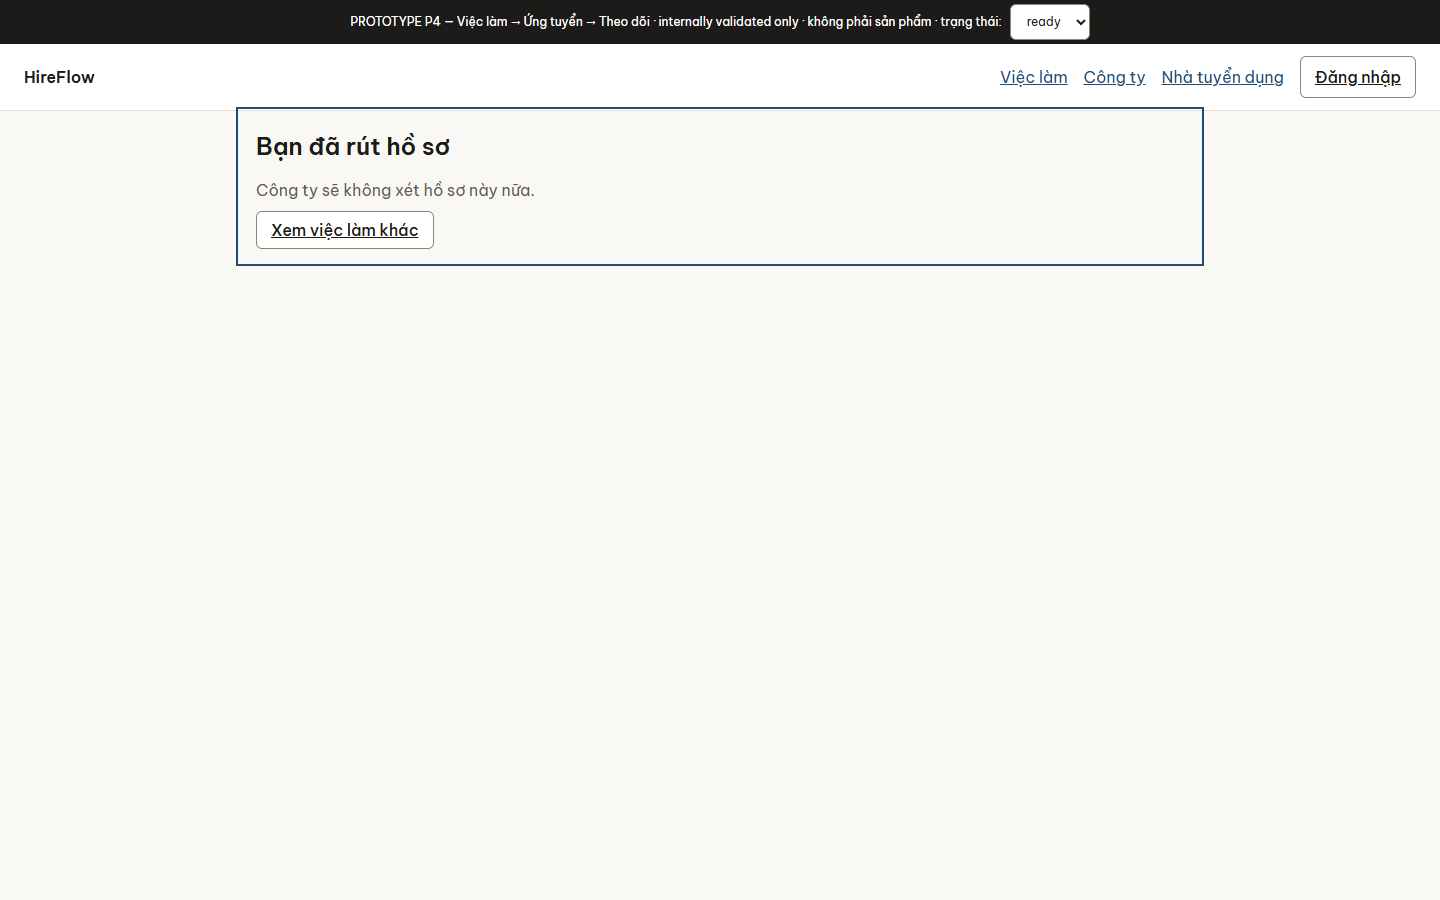 PROTOTYPE P4 — Việc làm → Ứng tuyển → Theo dõi · internally validated only · không phải sản phẩm · trạng thái: ready
HireFlow
Việc làm Công ty Nhà tuyển dụng Đăng nhập
Bạn đã rút hồ sơ
Công ty sẽ không xét hồ sơ này nữa.
Xem việc làm khác